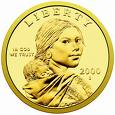 LIBERTY
IN GOD
WE TRUST
2000
S